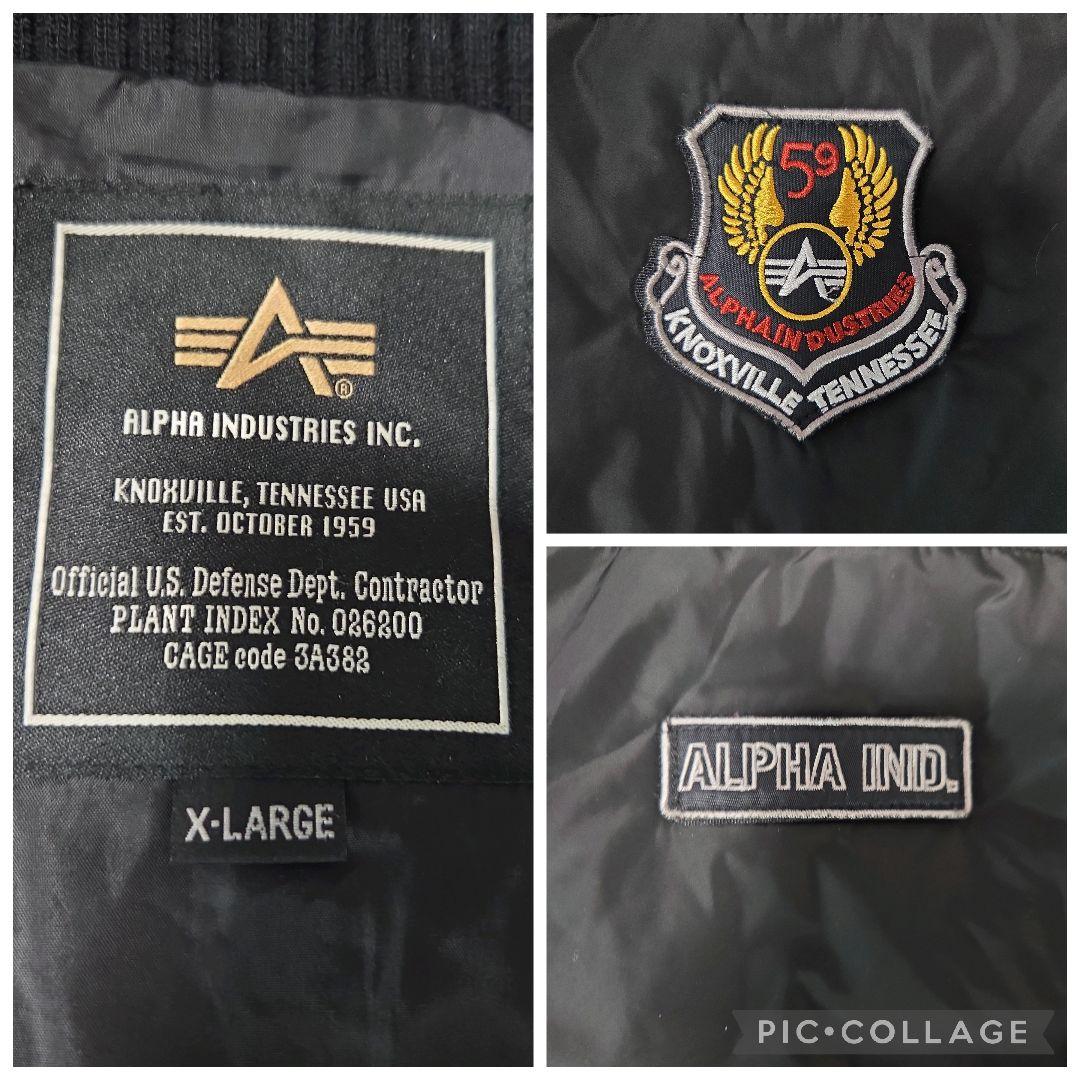 ALPHA INDUSTRIES INC.
KNOXVILLE, TENNESSEE USA
EST. OCTOBER 1959
Official U.S. Defense Dept. Contractor
PLANT INDEX No. 026200
CAGE code 3A382
X-LARGE
59
ALPHA INDUSTRIES
KNOXVILLE TENNESSEE
ALPHA IND.
PIC•COLLAGE